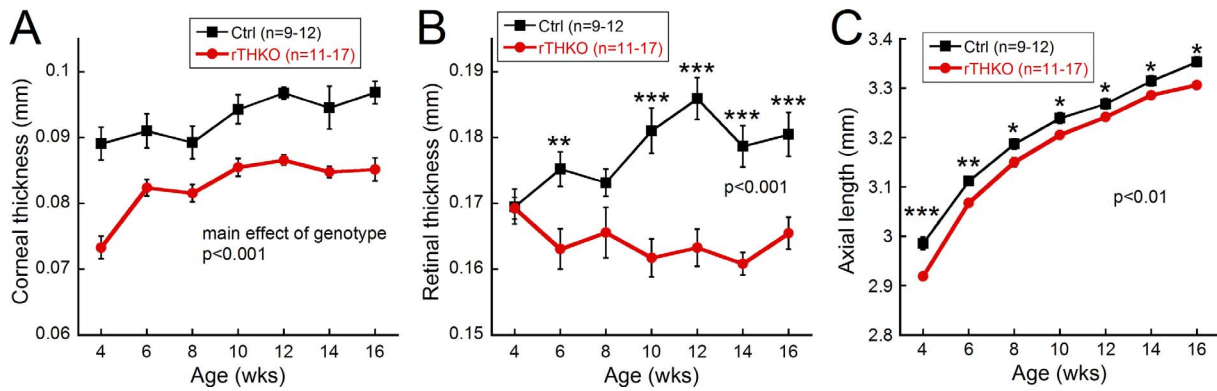 A
Ctrl (n=9-12
rTHKO (n=11-17)
Corneal thickness (mm)
0.1
0.09
0.08
0.07
0.06
main effect of genotype
p<0.001
4 6 8 10 12 14 16
Age (wks)
B
Ctrl (n=9-12
rTHKO (n=11-17)
Retinal thickness (mm)
0.19
0.18
0.17
0.16
0.15
** *** *** *** ***
p<0.001
4 6 8 10 12 14 16
Age (wks)
C
Ctrl (n=9-12)
rTHKO (n=11-17)
Axial length (mm)
3.4
3.3
3.2
3.1
3
2.9
2.8
*** ** * * * * *
p<0.01
4 6 8 10 12 14 16
Age (wks)